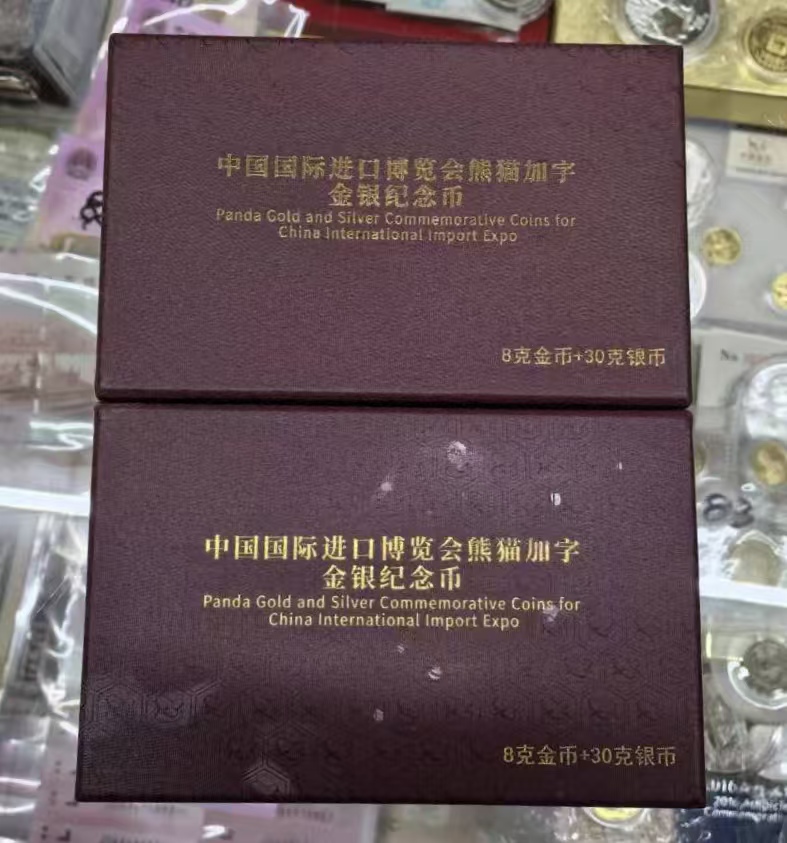 中国国际进口博览会熊猫加字
金银纪念币
Panda Gold and Silver Commemorative Coins for
China International Import Expo
8克金币+30克银币
中国国际进口博览会熊猫加字
金银纪念币
Panda Gold and Silver Commemorative Coins for
China International Import Expo
8克金币+30克银币
No
83